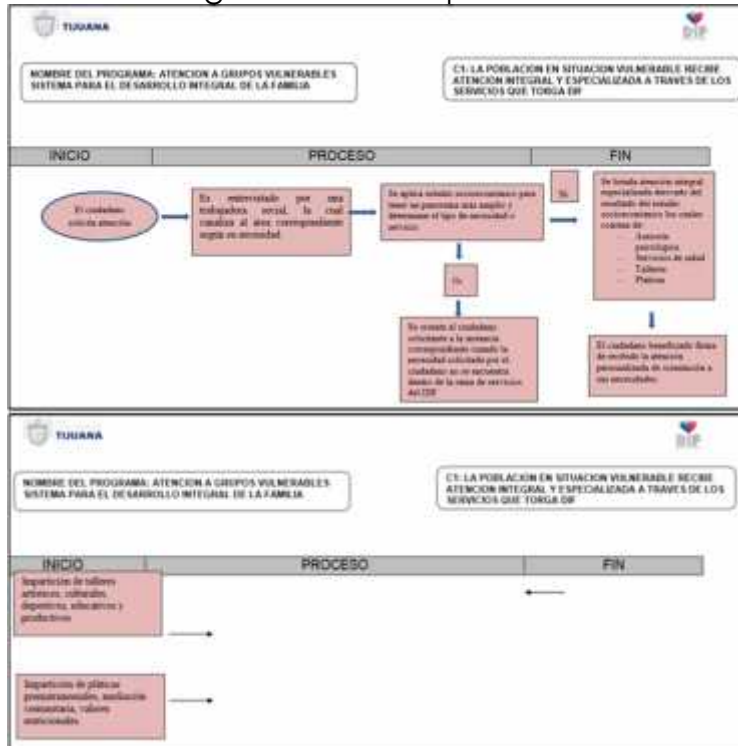 TIJUANA
DIF
NOMBRE DEL PROGRAMA: ATENCION A GRUPOS VULNERABLES
SISTEMA PARA EL DESARROLLO INTEGRAL DE LA FAMILIA
C1: LA POBLACION EN SITUACION VULNERABLE RECIBE
ATENCION INTEGRAL Y ESPECIALIZADA A TRAVES DE LOS
SERVICIOS QUE TORGA DIF
INICIO
PROCESO
FIN
El ciudadano
solicita atención
Es entrevistado por una
trabajadora social, la cual
canaliza al área correspondiente
según su necesidad.
Se aplica estudio socioeconómico para
tener un panorama más amplio y
determinar el tipo de necesidad o
servicio.
Si
No
Se brinda atención integral
especializada derivado del
resultado del estudio
socioeconómico los cuales
constan de:
- Asesoría
psicológica
- Servicios de salud
- Talleres
- Platicas
Se orienta al ciudadano
solicitante a la instancia
correspondiente cuando la
necesidad solicitada por el
ciudadano no se encuentra
dentro de la rama de servicios
del DIF
El ciudadano beneficiado firma
de recibido la atención
personalizada de orientación a
sus necesidades.
TIJUANA
DIF
NOMBRE DEL PROGRAMA: ATENCION A GRUPOS VULNERABLES
SISTEMA PARA EL DESARROLLO INTEGRAL DE LA FAMILIA
C1: LA POBLACION EN SITUACION VULNERABLE RECIBE
ATENCION INTEGRAL Y ESPECIALIZADA A TRAVES DE LOS
SERVICIOS QUE TORGA DIF
INICIO
PROCESO
FIN
Impartición de talleres
artísticos, culturales,
deportivos, educativos y
productivos
Impartición de pláticas
prematrimoniales, mediación
comunitaria, valores
nutricionales